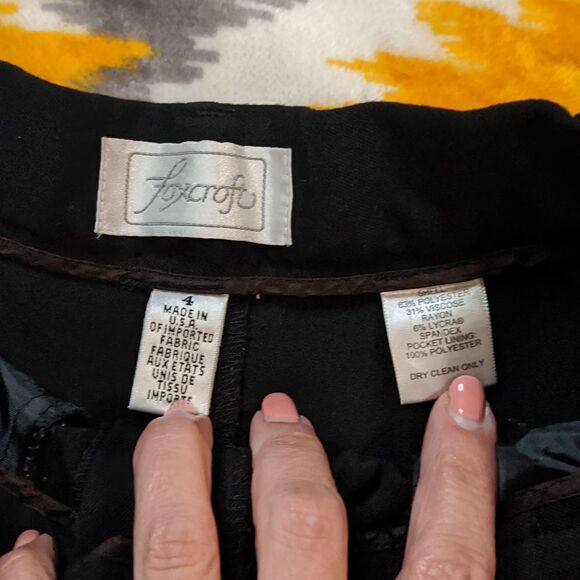 foxcroft
4
MADE IN
U.S.A.
OF IMPORTED
FABRIC
FABRIQUE
AUX ETATS
UNIS DE
TISSU
IMPORTE
SHELL:
63% POLYESTER
31% VISCOSE
RAYON
6% LYCRA®
SPANDEX
POCKET LINING:
100% POLYESTER
DRY CLEAN ONLY